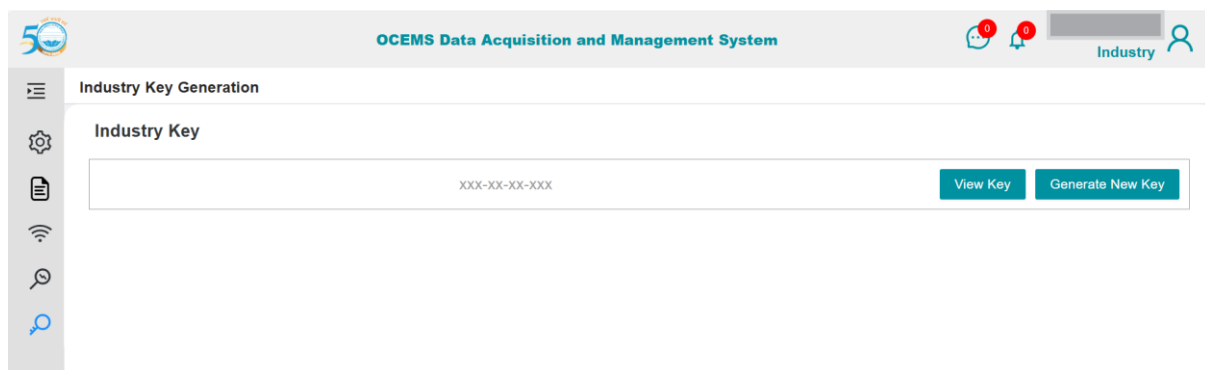 50
OCEMS Data Acquisition and Management System
0
0
Industry
Industry Key Generation
Industry Key
xxx-xx-xx-xxx
View Key
Generate New Key